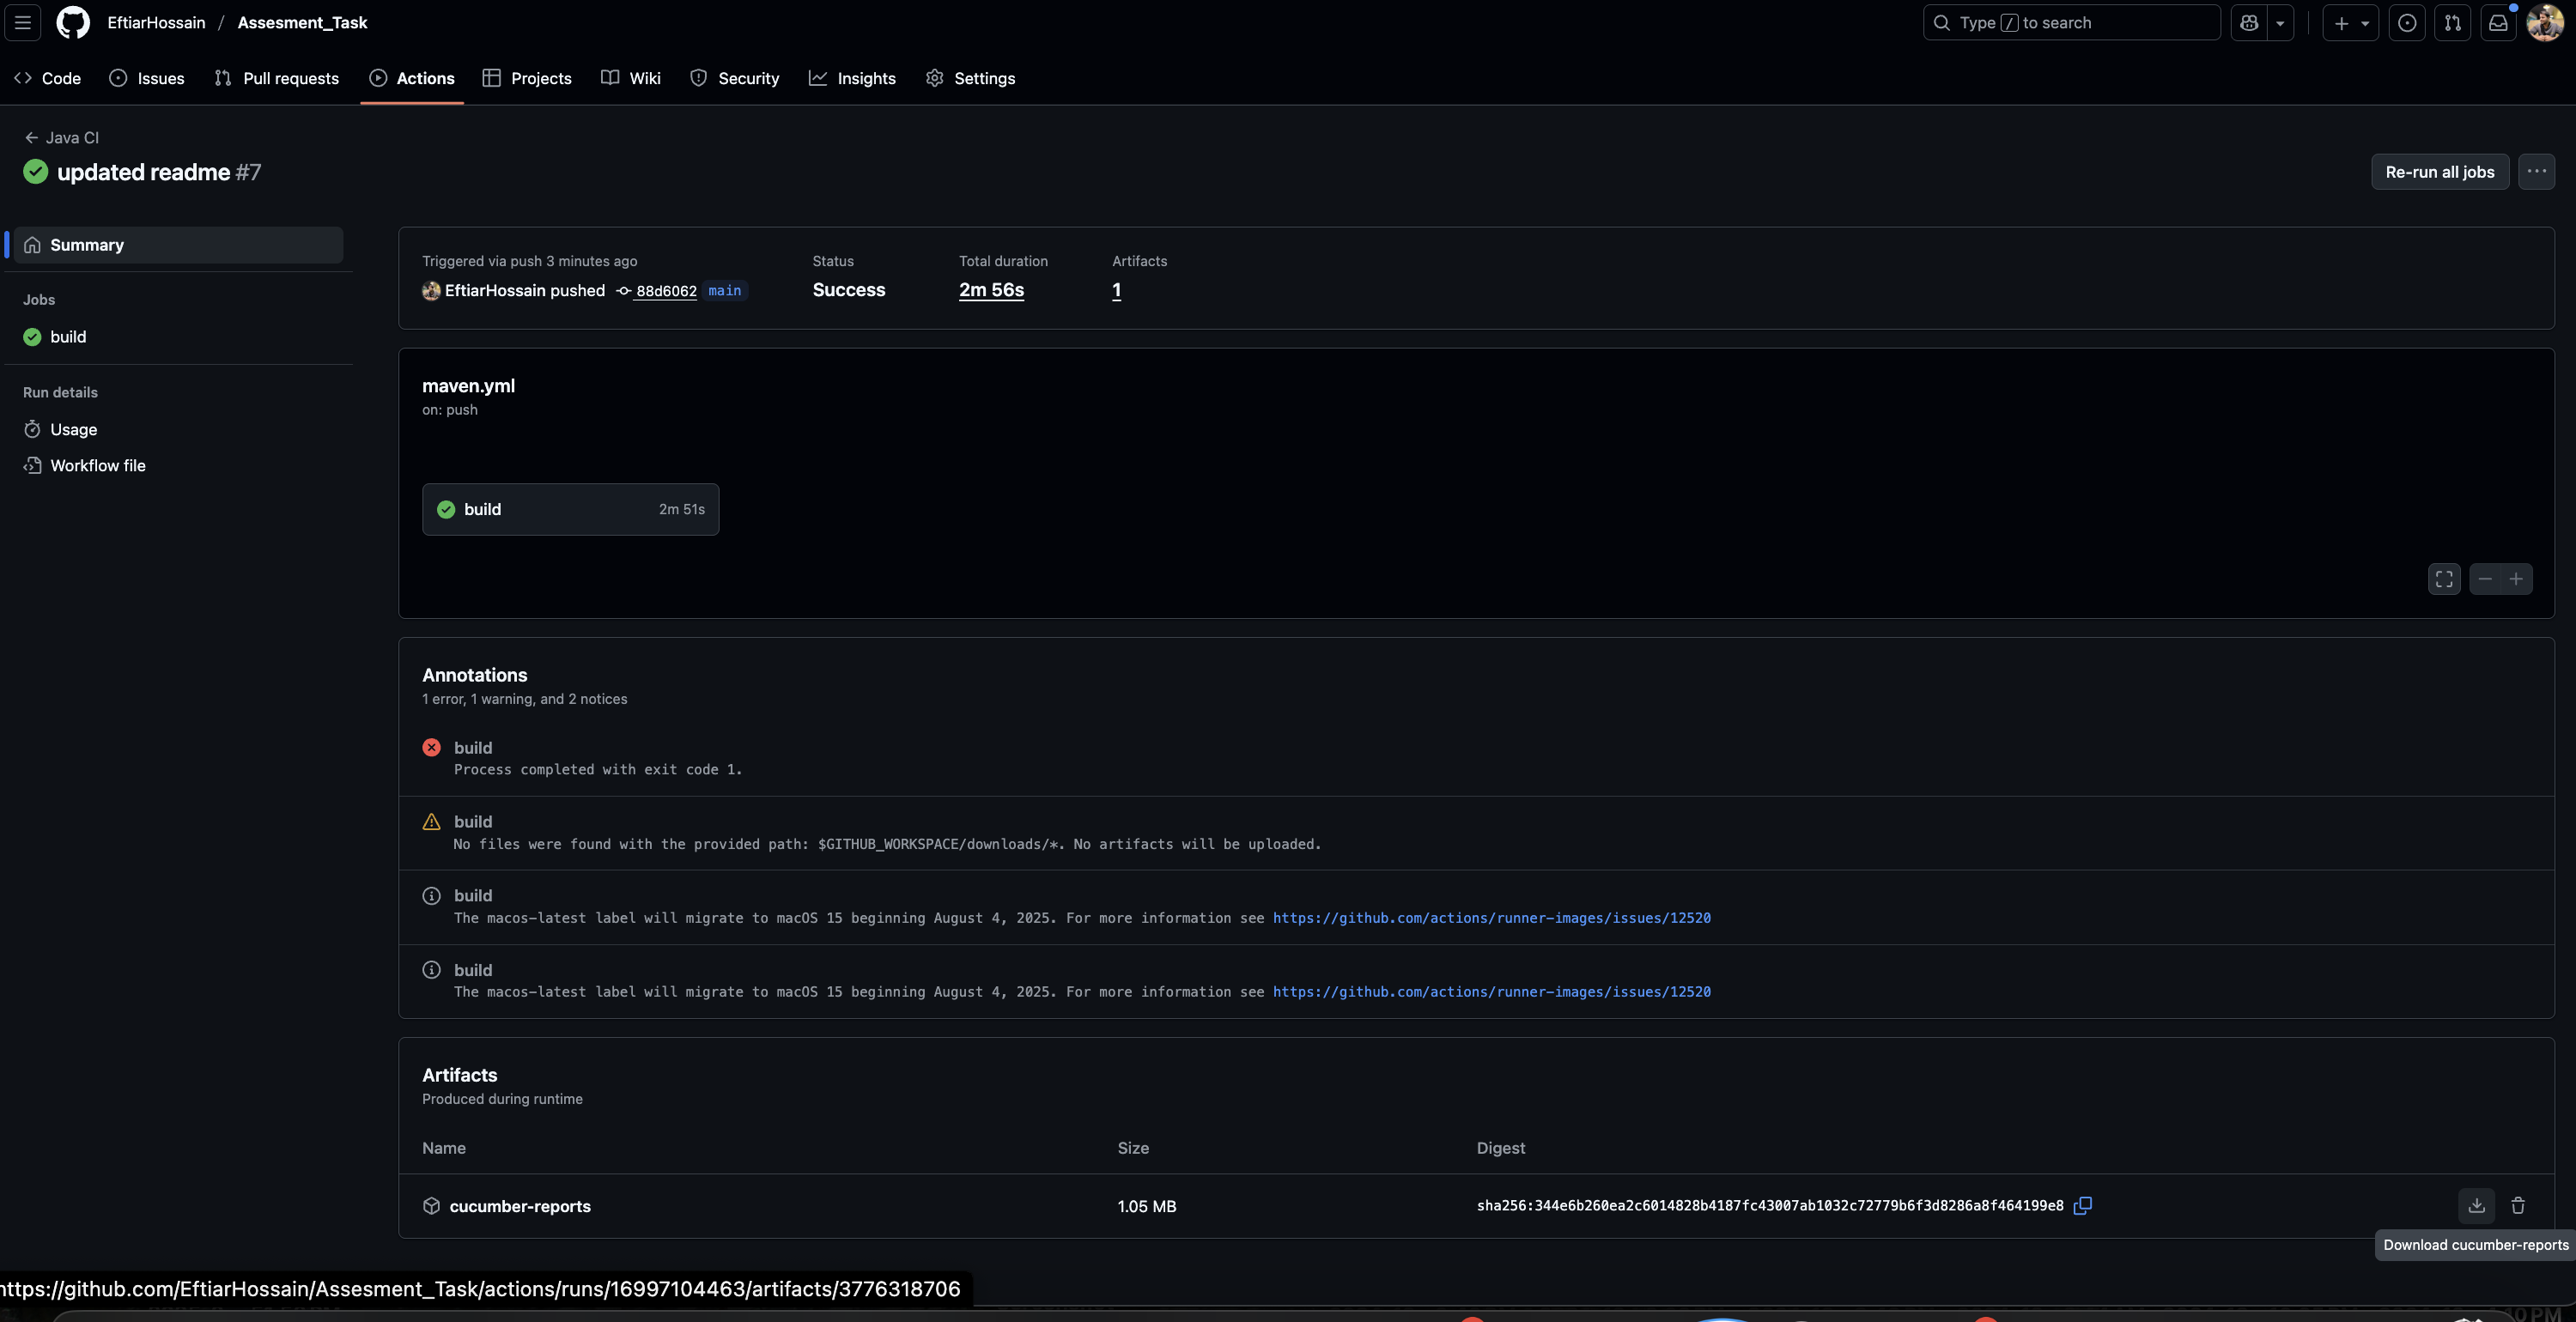 EftiarHossain / Assesment_Task
Type / to search
Code Issues Pull requests Actions Projects Wiki Security Insights Settings
Java CI
updated readme #7
Re-run all jobs
Summary
Jobs
build
Run details
Usage
Workflow file
Triggered via push 3 minutes ago
EftiarHossain pushed 88d6062 main
Status
Success
Total duration
2m 56s
Artifacts
1
maven.yml
on: push
build 2m 51s
Annotations
1 error, 1 warning, and 2 notices
build
Process completed with exit code 1.
build
No files were found with the provided path: $GITHUB_WORKSPACE/downloads/*. No artifacts will be uploaded.
build
The macos-latest label will migrate to macOS 15 beginning August 4, 2025. For more information see https://github.com/actions/runner-images/issues/12520
build
The macos-latest label will migrate to macOS 15 beginning August 4, 2025. For more information see https://github.com/actions/runner-images/issues/12520
Artifacts
Produced during runtime
Name Size Digest
cucumber-reports 1.05 MB sha256:344e6b260ea2c6014828b4187fc43007ab1032c72779b6f3d8286a8f464199e8
Download cucumber-reports
https://github.com/EftiarHossain/Assesment_Task/actions/runs/16997104463/artifacts/3776318706